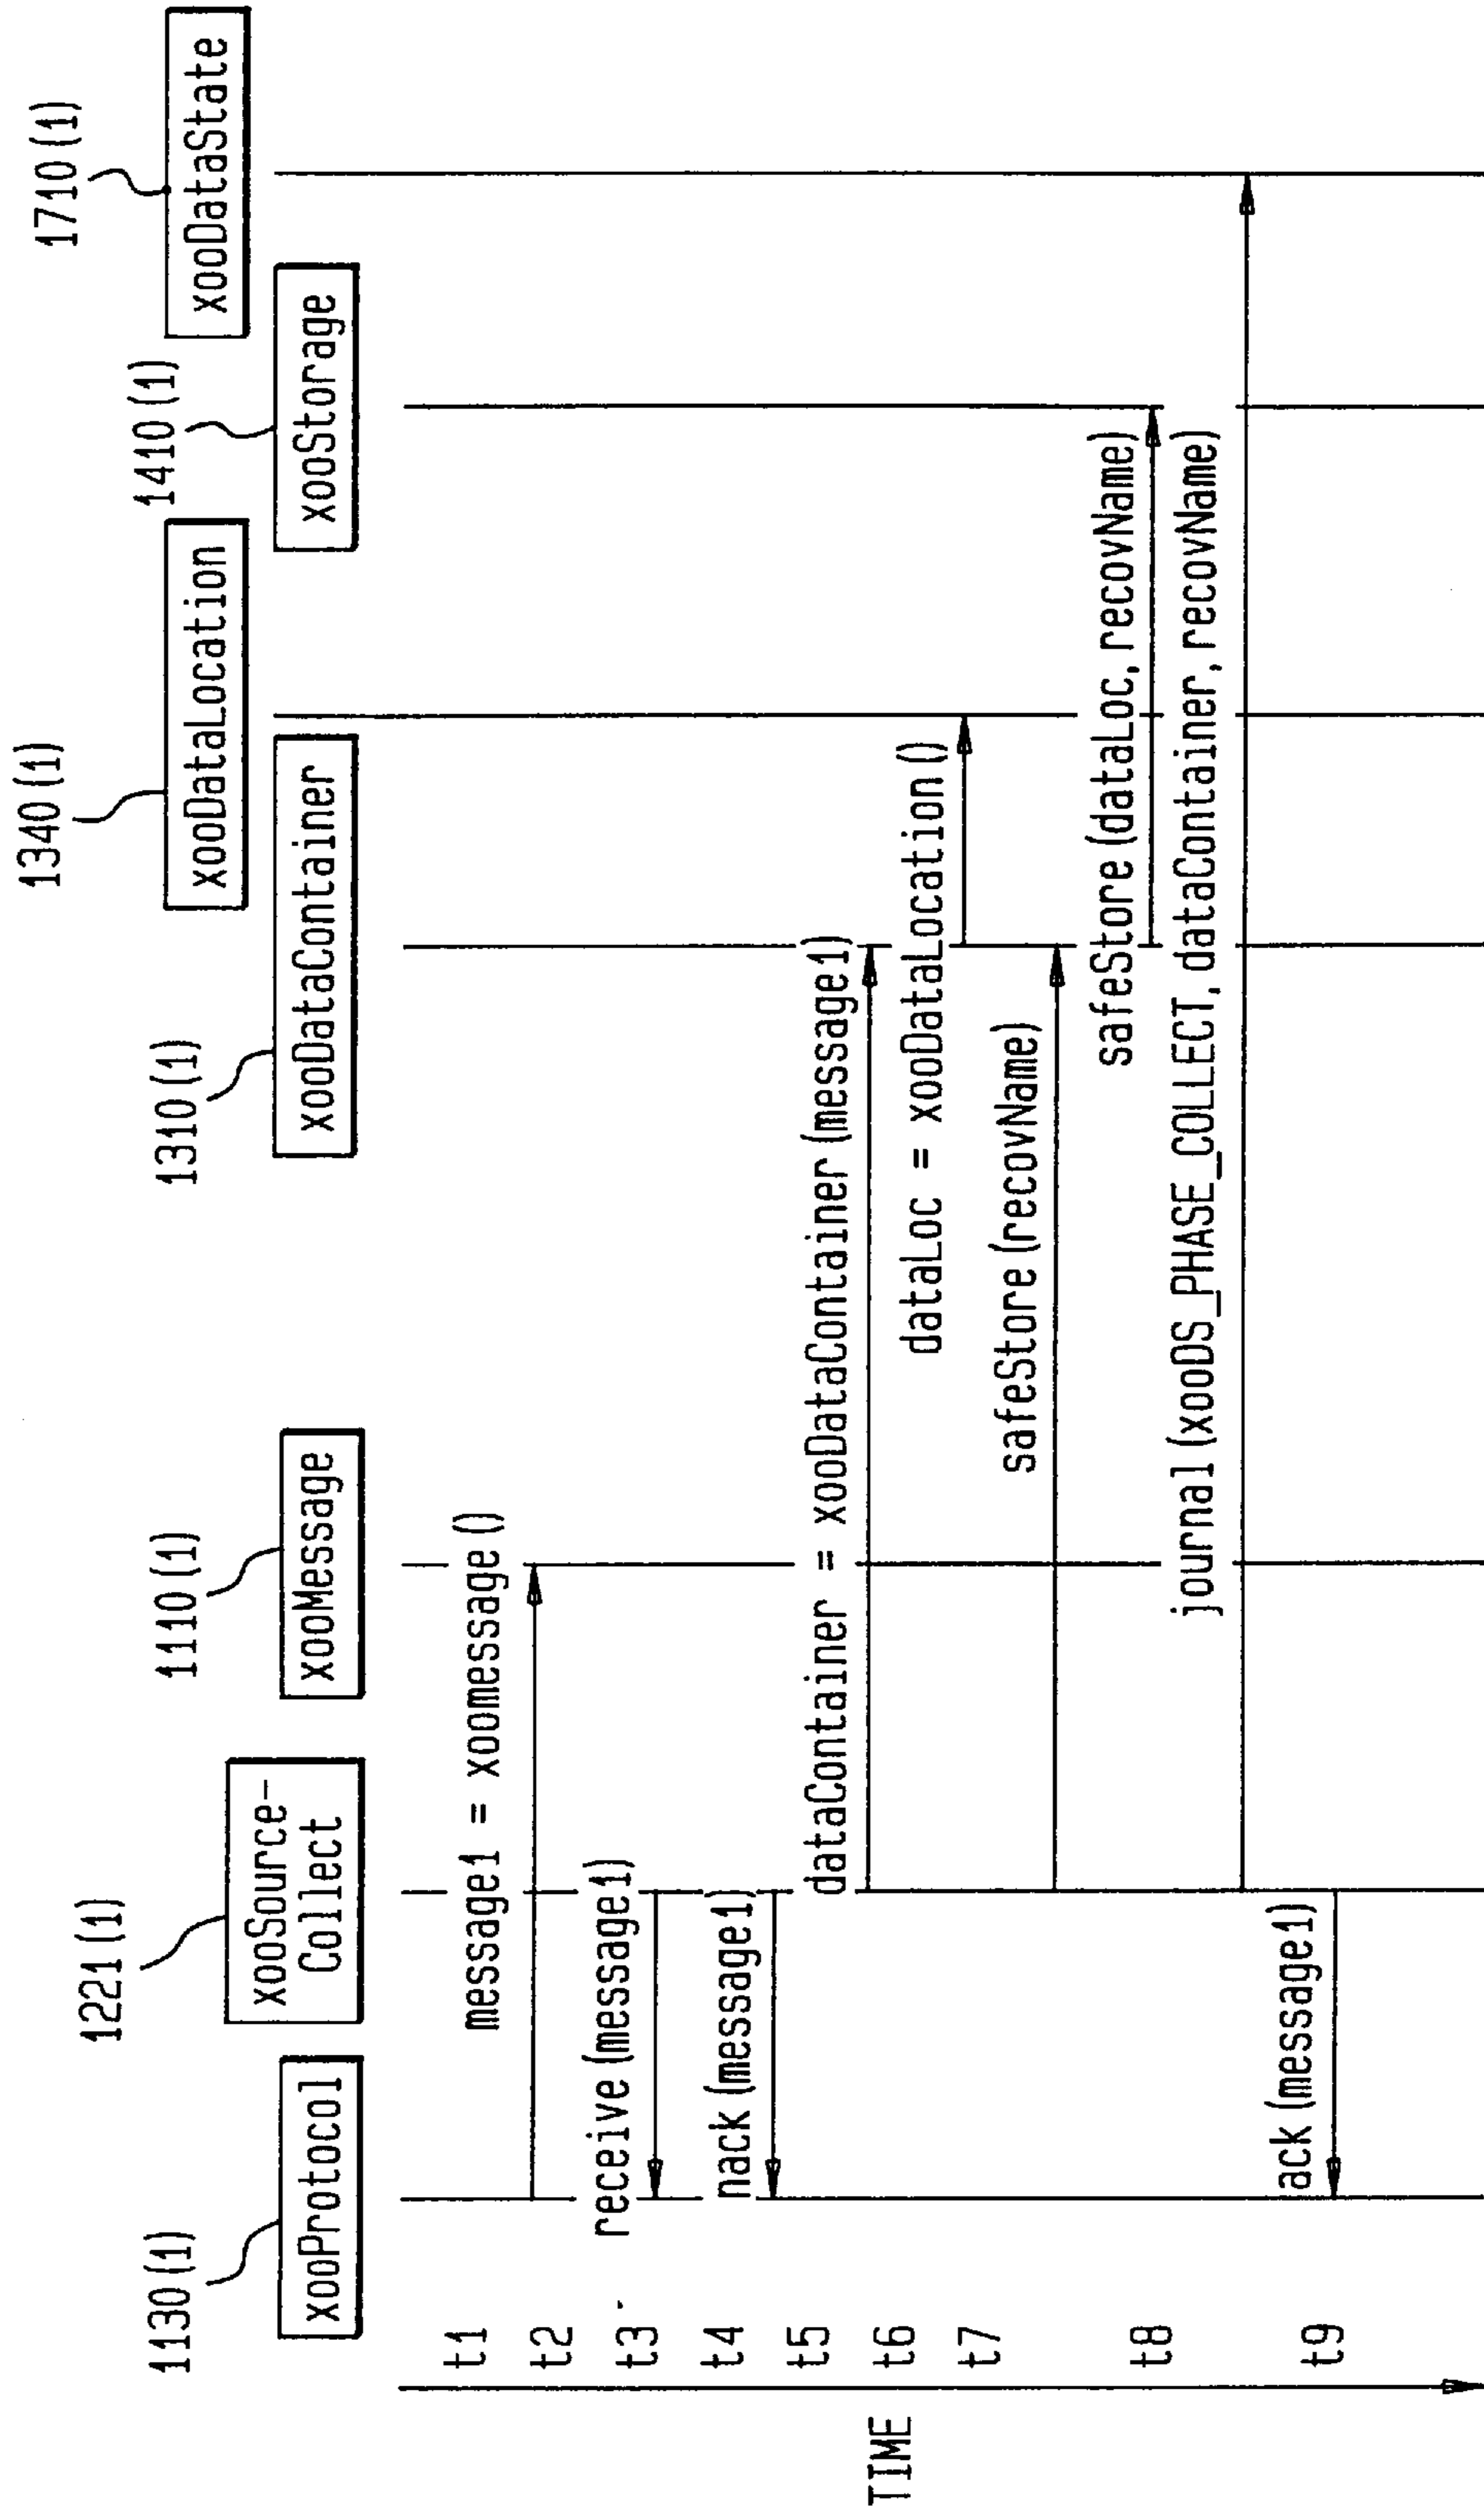 1130(1)
xooProtocol
1221(1)
xooSource-
Collect
1110(1)
xooMessage
1310(1)
xooDataContainer
1340(1)
xooDataLocation
1410(1)
xooStorage
1710(1)
xooDataState
TIME
t1
t2
t3
t4
t5
t6
t7
t8
t9
message1 = xoomessage()
receive(message1)
nack(message1)
dataContainer = xooDataContainer(message1)
dataLoc = xooDataLocation()
safeStore(recovName)
safeStore(dataLoc, recovName)
journal(xooDS_PHASE_COLLECT, dataContainer, recovName)
ack(message1)